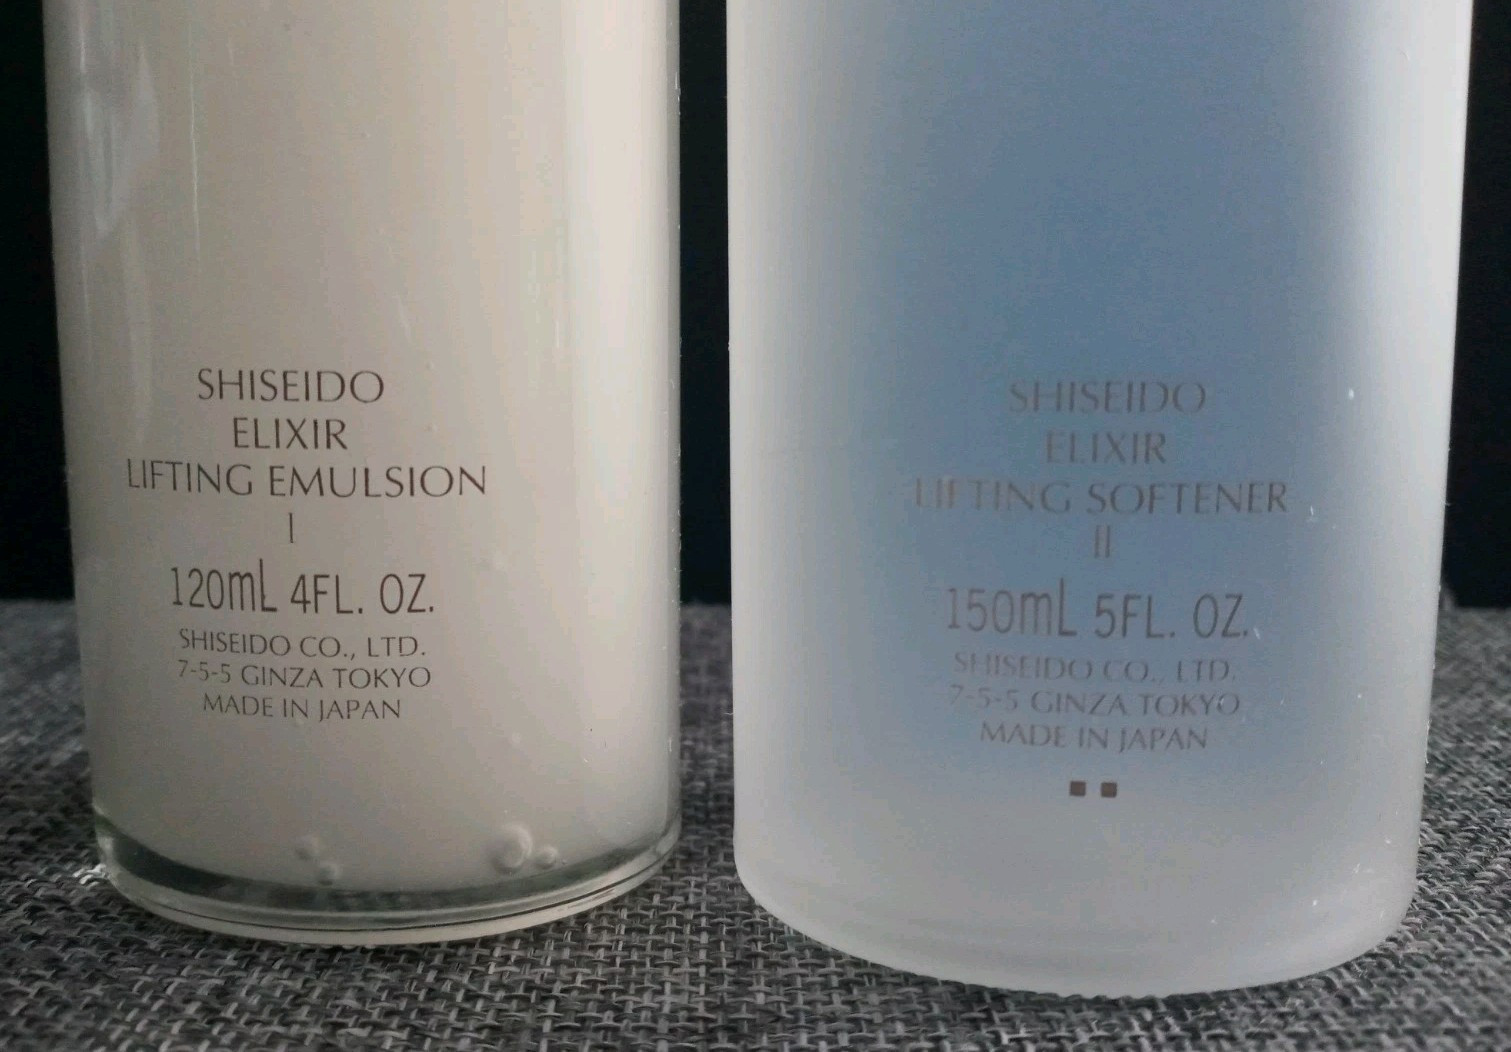 SHISEIDO
ELIXIR
LIFTING EMULSION
I
120mL 4FL. OZ.
SHISEIDO CO., LTD.
7-5-5 GINZA TOKYO
MADE IN JAPAN
SHISEIDO
ELIXIR
LIFTING SOFTENER
II
150mL 5FL. OZ.
SHISEIDO CO., LTD.
7-5-5 GINZA TOKYO
MADE IN JAPAN